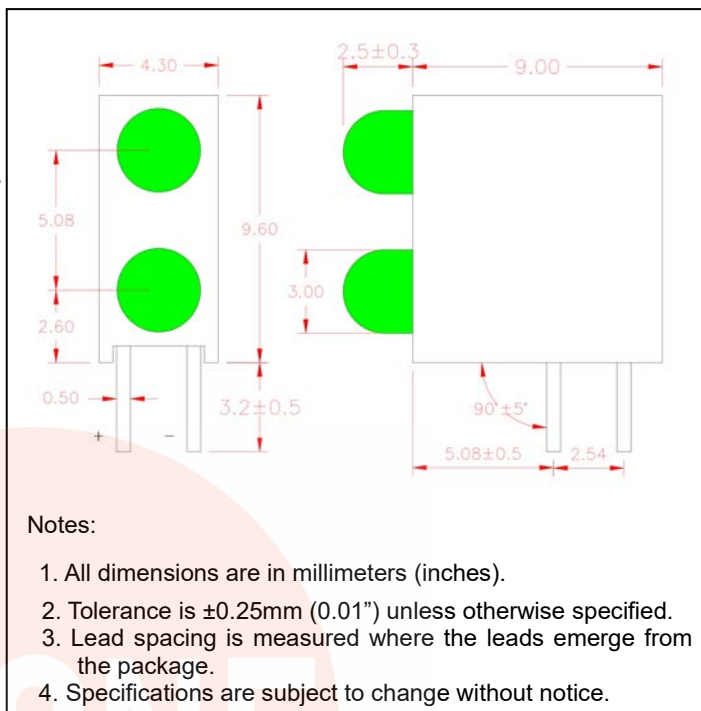 2.5±0.3
4.30
9.00
5.08
9.60
3.00
2.60
0.50
3.2±0.5
90°±5°
+
−
5.08±0.5
2.54
Notes:
1. All dimensions are in millimeters (inches).
2. Tolerance is ±0.25mm (0.01”) unless otherwise specified.
3. Lead spacing is measured where the leads emerge from
the package.
4. Specifications are subject to change without notice.